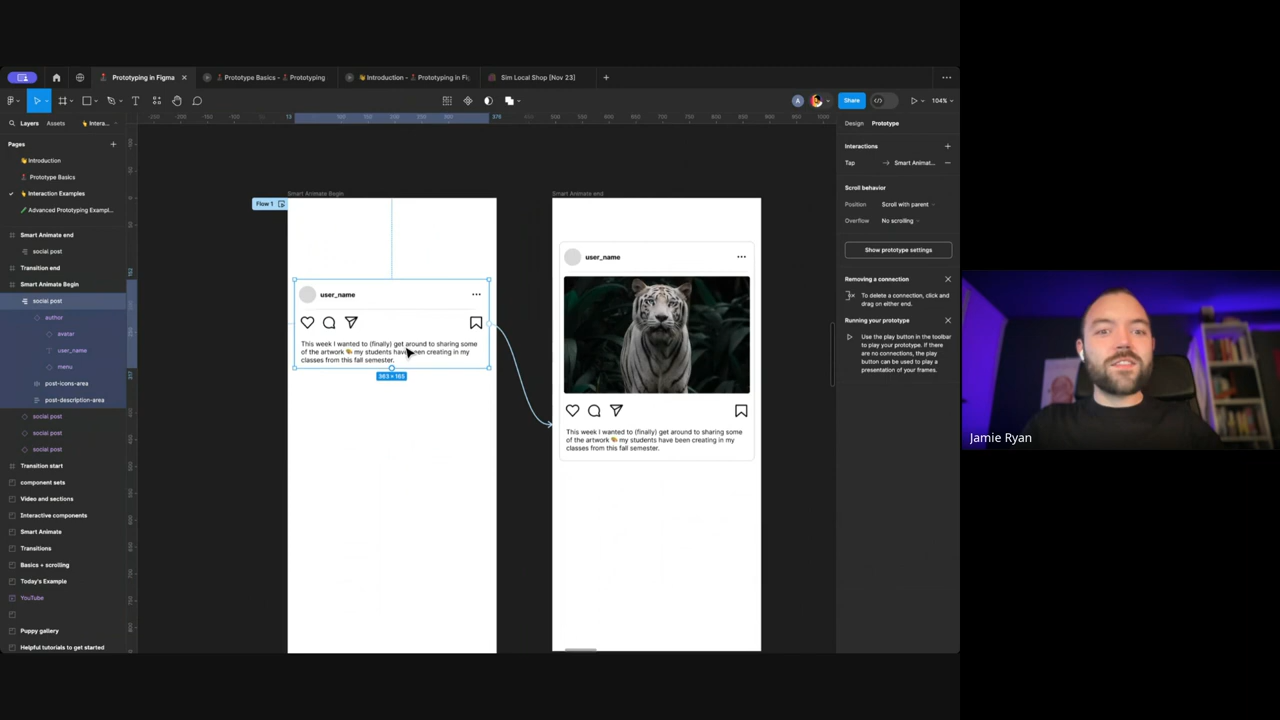 Prototyping in Figma
Prototype Basics - Prototyping
Introduction - Prototyping in Fig
Sim Local Shop [Nov 23]
A
Share
104%
Layers
Assets
Intera...
Pages
Introduction
Prototype Basics
Interaction Examples
Advanced Prototyping Exampl...
Smart Animate end
social post
Transition end
Smart Animate Begin
social post
author
avatar
user_name
menu
post-icons-area
post-description-area
social post
social post
social post
Transition start
component sets
Video and sections
Interactive components
Smart Animate
Transitions
Basics + scrolling
Today's Example
YouTube
Puppy gallery
Helpful tutorials to get started
Smart Animate Begin
Flow 1
user_name
This week I wanted to (finally) get around to sharing some
of the artwork 🎨 my students have been creating in my
classes from this fall semester.
363 × 165
Smart Animate end
user_name
This week I wanted to (finally) get around to sharing some
of the artwork 🎨 my students have been creating in my
classes from this fall semester.
Design
Prototype
Interactions
Tap
Smart Animat...
Scroll behavior
Position
Scroll with parent
Overflow
No scrolling
Show prototype settings
Removing a connection
To delete a connection, click and
drag on either end.
Running your prototype
Use the play button in the toolbar
to play your prototype. If there
are no connections, the play
button can be used to play a
presentation of your frames.
Jamie Ryan